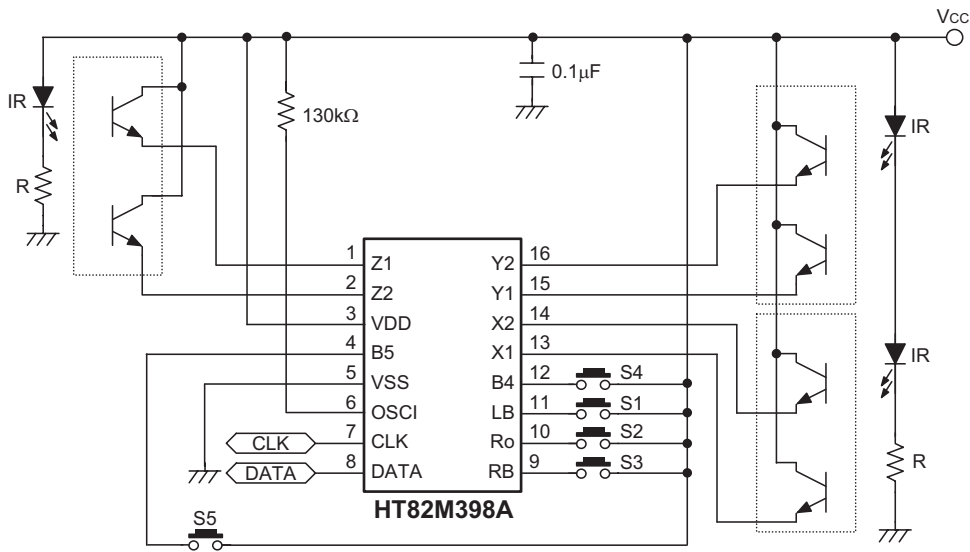 VCC
IR
R
130kΩ
0.1μF
IR
1 Z1
2 Z2
3 VDD
4 B5
5 VSS
6 OSCI
7 CLK
8 DATA
Y2 16
Y1 15
X2 14
X1 13
B4 12
LB 11
Ro 10
RB 9
S4
S1
S2
S3
IR
R
CLK
DATA
HT82M398A
S5